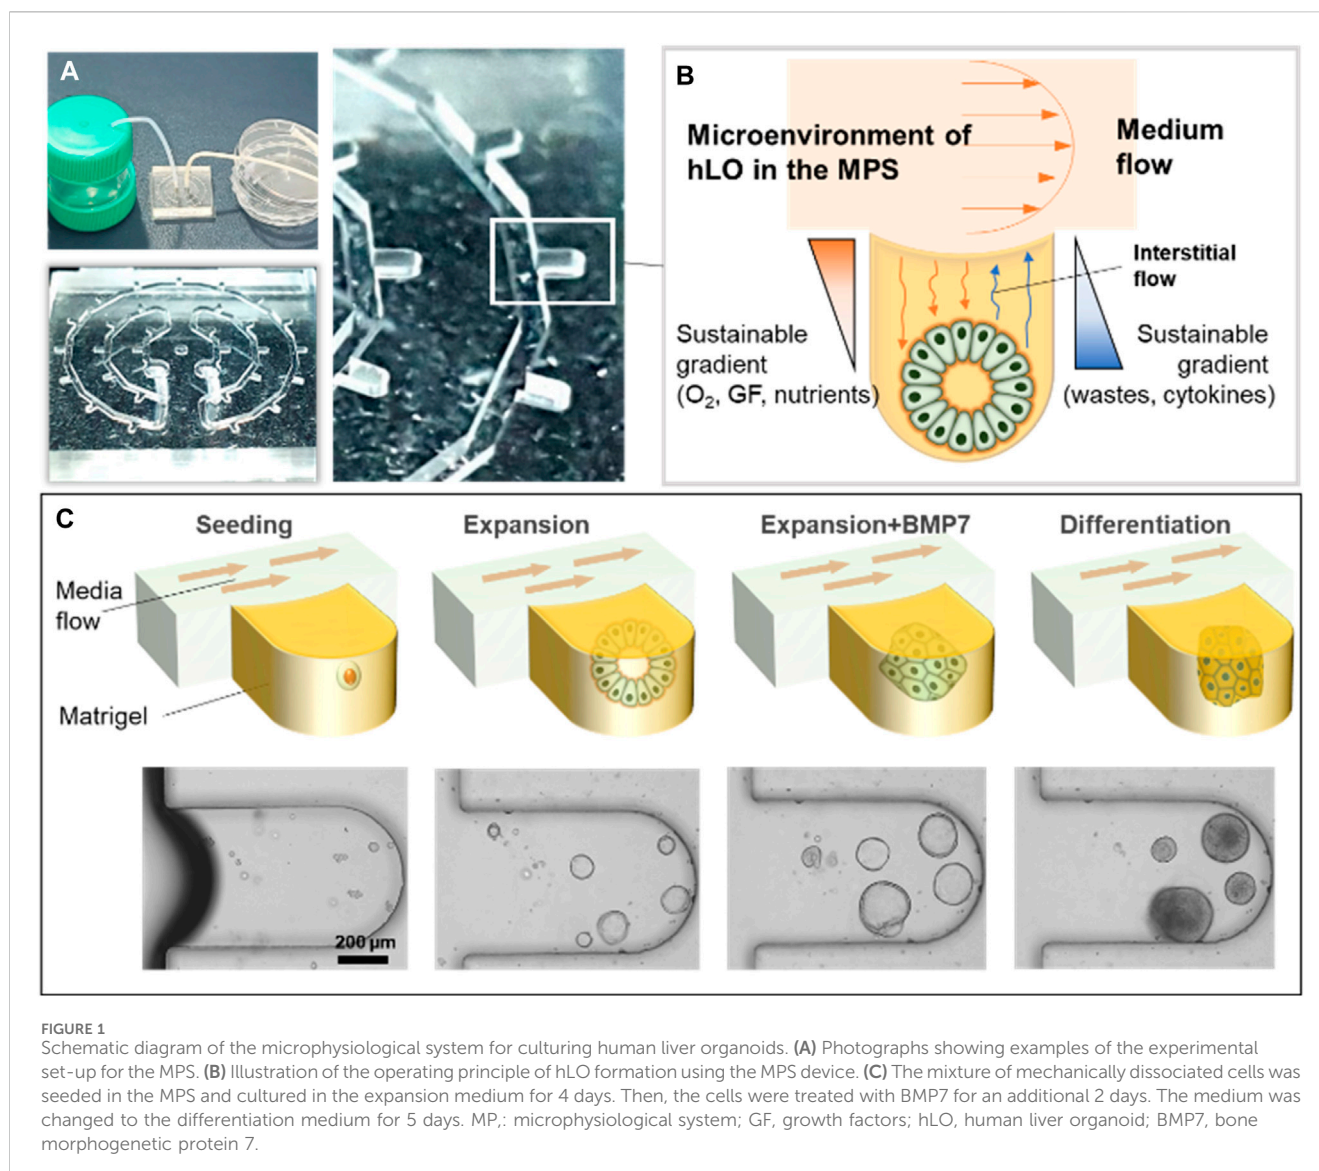 A
B
Microenvironment of
hLO in the MPS
Medium
flow
Interstitial
flow
Sustainable
gradient
(O₂, GF, nutrients)
Sustainable
gradient
(wastes, cytokines)
C
Seeding
Expansion
Expansion+BMP7
Differentiation
Media
flow
Matrigel
200 µm
FIGURE 1
Schematic diagram of the microphysiological system for culturing human liver organoids. (A) Photographs showing examples of the experimental
set-up for the MPS. (B) Illustration of the operating principle of hLO formation using the MPS device. (C) The mixture of mechanically dissociated cells was
seeded in the MPS and cultured in the expansion medium for 4 days. Then, the cells were treated with BMP7 for an additional 2 days. The medium was
changed to the differentiation medium for 5 days. MP,: microphysiological system; GF, growth factors; hLO, human liver organoid; BMP7, bone
morphogenetic protein 7.